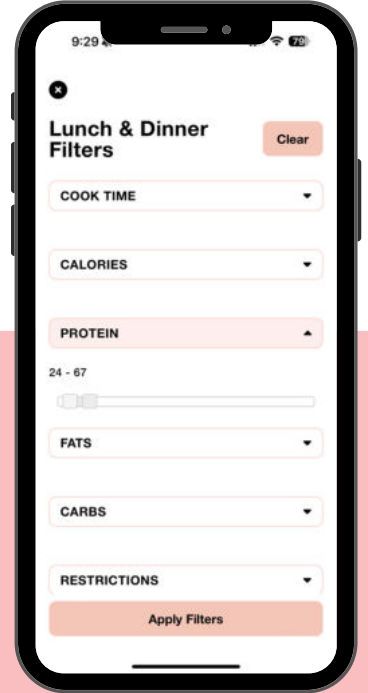 9:29
79
Lunch & Dinner
Filters
Clear
COOK TIME
CALORIES
PROTEIN
24 - 67
FATS
CARBS
RESTRICTIONS
Apply Filters